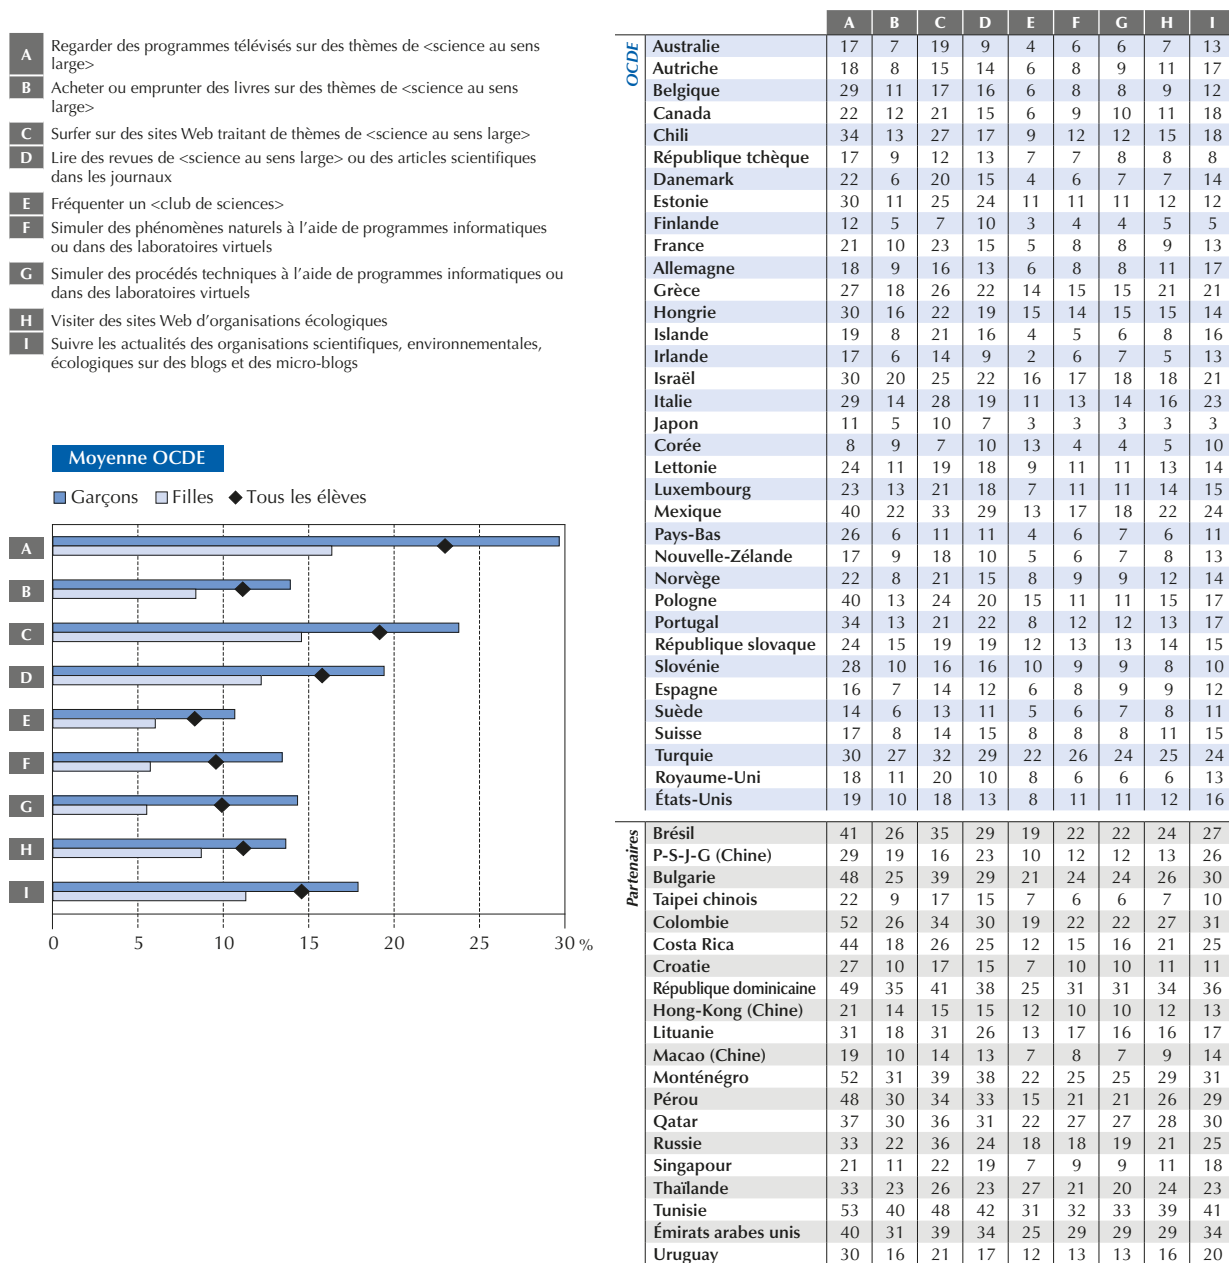 A Regarder des programmes télévisés sur des thèmes de <science au sens
large>
B Acheter ou emprunter des livres sur des thèmes de <science au sens
large>
C Surfer sur des sites Web traitant de thèmes de <science au sens large>
D Lire des revues de <science au sens large> ou des articles scientifiques
dans les journaux
E Fréquenter un <club de sciences>
F Simuler des phénomènes naturels à l'aide de programmes informatiques
ou dans des laboratoires virtuels
G Simuler des procédés techniques à l'aide de programmes informatiques ou
dans des laboratoires virtuels
H Visiter des sites Web d'organisations écologiques
I Suivre les actualités des organisations scientifiques, environnementales,
écologiques sur des blogs et des micro-blogs
Moyenne OCDE
Garçons Filles Tous les élèves
A
B
C
D
E
F
G
H
I
0 5 10 15 20 25 30 %
A B C D E F G H I
OCDE
Australie 17 7 19 9 4 6 6 7 13
Autriche 18 8 15 14 6 8 9 11 17
Belgique 29 11 17 16 6 8 8 9 12
Canada 22 12 21 15 6 9 10 11 18
Chili 34 13 27 17 9 12 12 15 18
République tchèque 17 9 12 13 7 7 8 8 8
Danemark 22 6 20 15 4 6 7 7 14
Estonie 30 11 25 24 11 11 11 12 12
Finlande 12 5 7 10 3 4 4 5 5
France 21 10 23 15 5 8 8 9 13
Allemagne 18 9 16 13 6 8 8 11 17
Grèce 27 18 26 22 14 15 15 21 21
Hongrie 30 16 22 19 15 14 15 15 14
Islande 19 8 21 16 4 5 6 8 16
Irlande 17 6 14 9 2 6 7 5 13
Israël 30 20 25 22 16 17 18 18 21
Italie 29 14 28 19 11 13 14 16 23
Japon 11 5 10 7 3 3 3 3 3
Corée 8 9 7 10 13 4 4 5 10
Lettonie 24 11 19 18 9 11 11 13 14
Luxembourg 23 13 21 18 7 11 11 14 15
Mexique 40 22 33 29 13 17 18 22 24
Pays-Bas 26 6 11 11 4 6 7 6 11
Nouvelle-Zélande 17 9 18 10 5 6 7 8 13
Norvège 22 8 21 15 8 9 9 12 14
Pologne 40 13 24 20 15 11 11 15 17
Portugal 34 13 21 22 8 12 12 13 17
République slovaque 24 15 19 19 12 13 13 14 15
Slovénie 28 10 16 16 10 9 9 8 10
Espagne 16 7 14 12 6 8 9 9 12
Suède 14 6 13 11 5 6 7 8 11
Suisse 17 8 14 15 8 8 8 11 15
Turquie 30 27 32 29 22 26 24 25 24
Royaume-Uni 18 11 20 10 8 6 6 6 13
États-Unis 19 10 18 13 8 11 11 12 16
Partenaires
Brésil 41 26 35 29 19 22 22 24 27
P-S-J-G (Chine) 29 19 16 23 10 12 12 13 26
Bulgarie 48 25 39 29 21 24 24 26 30
Taipei chinois 22 9 17 15 7 6 6 7 10
Colombie 52 26 34 30 19 22 22 27 31
Costa Rica 44 18 26 25 12 15 16 21 25
Croatie 27 10 17 15 7 10 10 11 11
République dominicaine 49 35 41 38 25 31 31 34 36
Hong-Kong (Chine) 21 14 15 15 12 10 10 12 13
Lituanie 31 18 31 26 13 17 16 16 17
Macao (Chine) 19 10 14 13 7 8 7 9 14
Monténégro 52 31 39 38 22 25 25 29 31
Pérou 48 30 34 33 15 21 21 26 29
Qatar 37 30 36 31 22 27 27 28 30
Russie 33 22 36 24 18 18 19 21 25
Singapour 21 11 22 19 7 9 9 11 18
Thaïlande 33 23 26 23 27 21 20 24 23
Tunisie 53 40 48 42 31 32 33 39 41
Émirats arabes unis 40 31 39 34 25 29 29 29 34
Uruguay 30 16 21 17 12 13 13 16 20